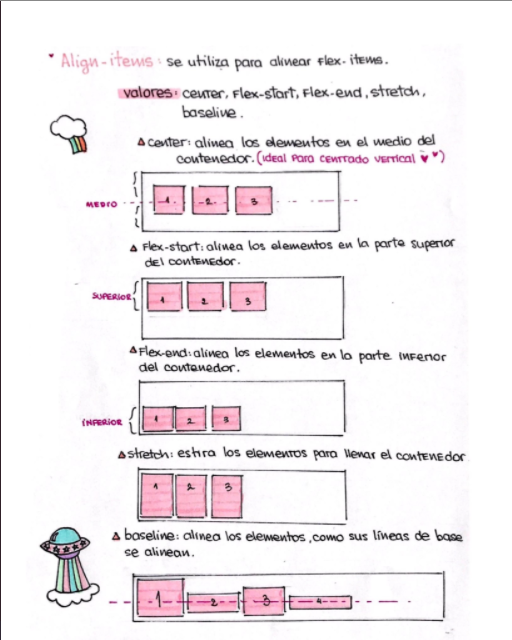 * Align-items: se utiliza para alinear flex-items.
valores: center, flex-start, flex-end, stretch,
baseline.
center: alinea los elementos en el medio del
contenedor. (ideal para centrado vertical ♥♥)
MEDIO
1 2 3
Flex-start: alinea los elementos en la parte superior
del contenedor.
SUPERIOR
1 2 3
Flex-end: alinea los elementos en la parte inferior
del contenedor.
INFERIOR
1 2 3
stretch: estira los elementos para llenar el contenedor
1 2 3
baseline: alinea los elementos, como sus líneas de base
se alinean.
1 2 3 4